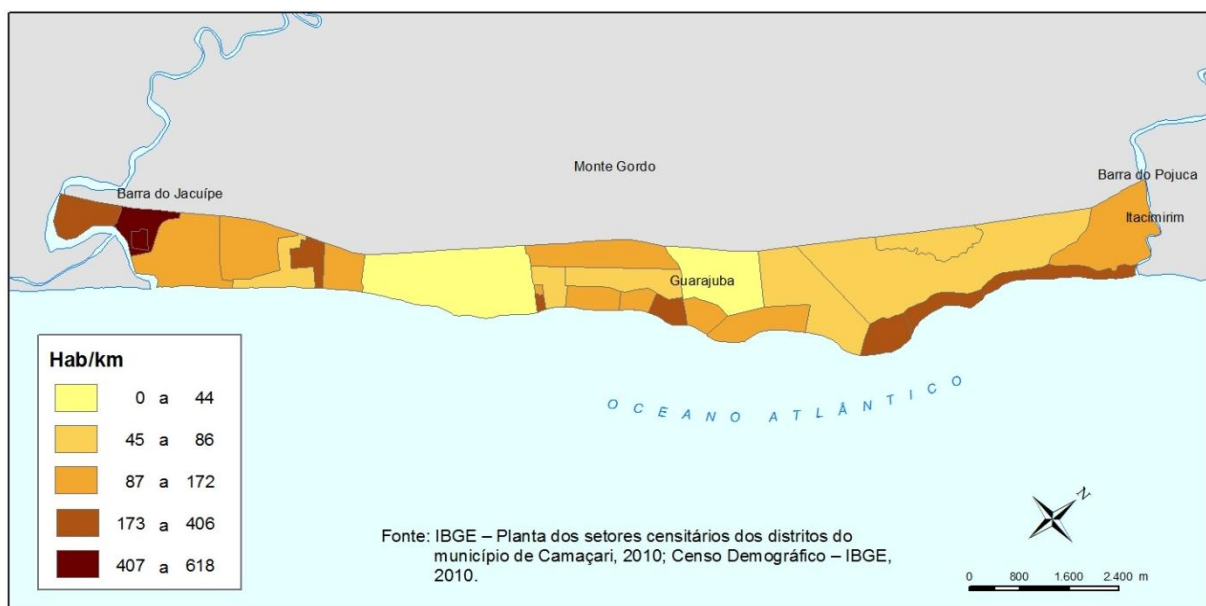 Monte Gordo
Barra do Pojuca
Barra do Jacuípe
Itacimirim
Guarajuba
Hab/km
0 a 44
45 a 86
87 a 172
173 a 406
407 a 618
OCEANO ATLÂNTICO
N
Fonte: IBGE – Planta dos setores censitários dos distritos do
município de Camaçari, 2010; Censo Demográfico – IBGE,
2010.
0 800 1.600 2.400 m